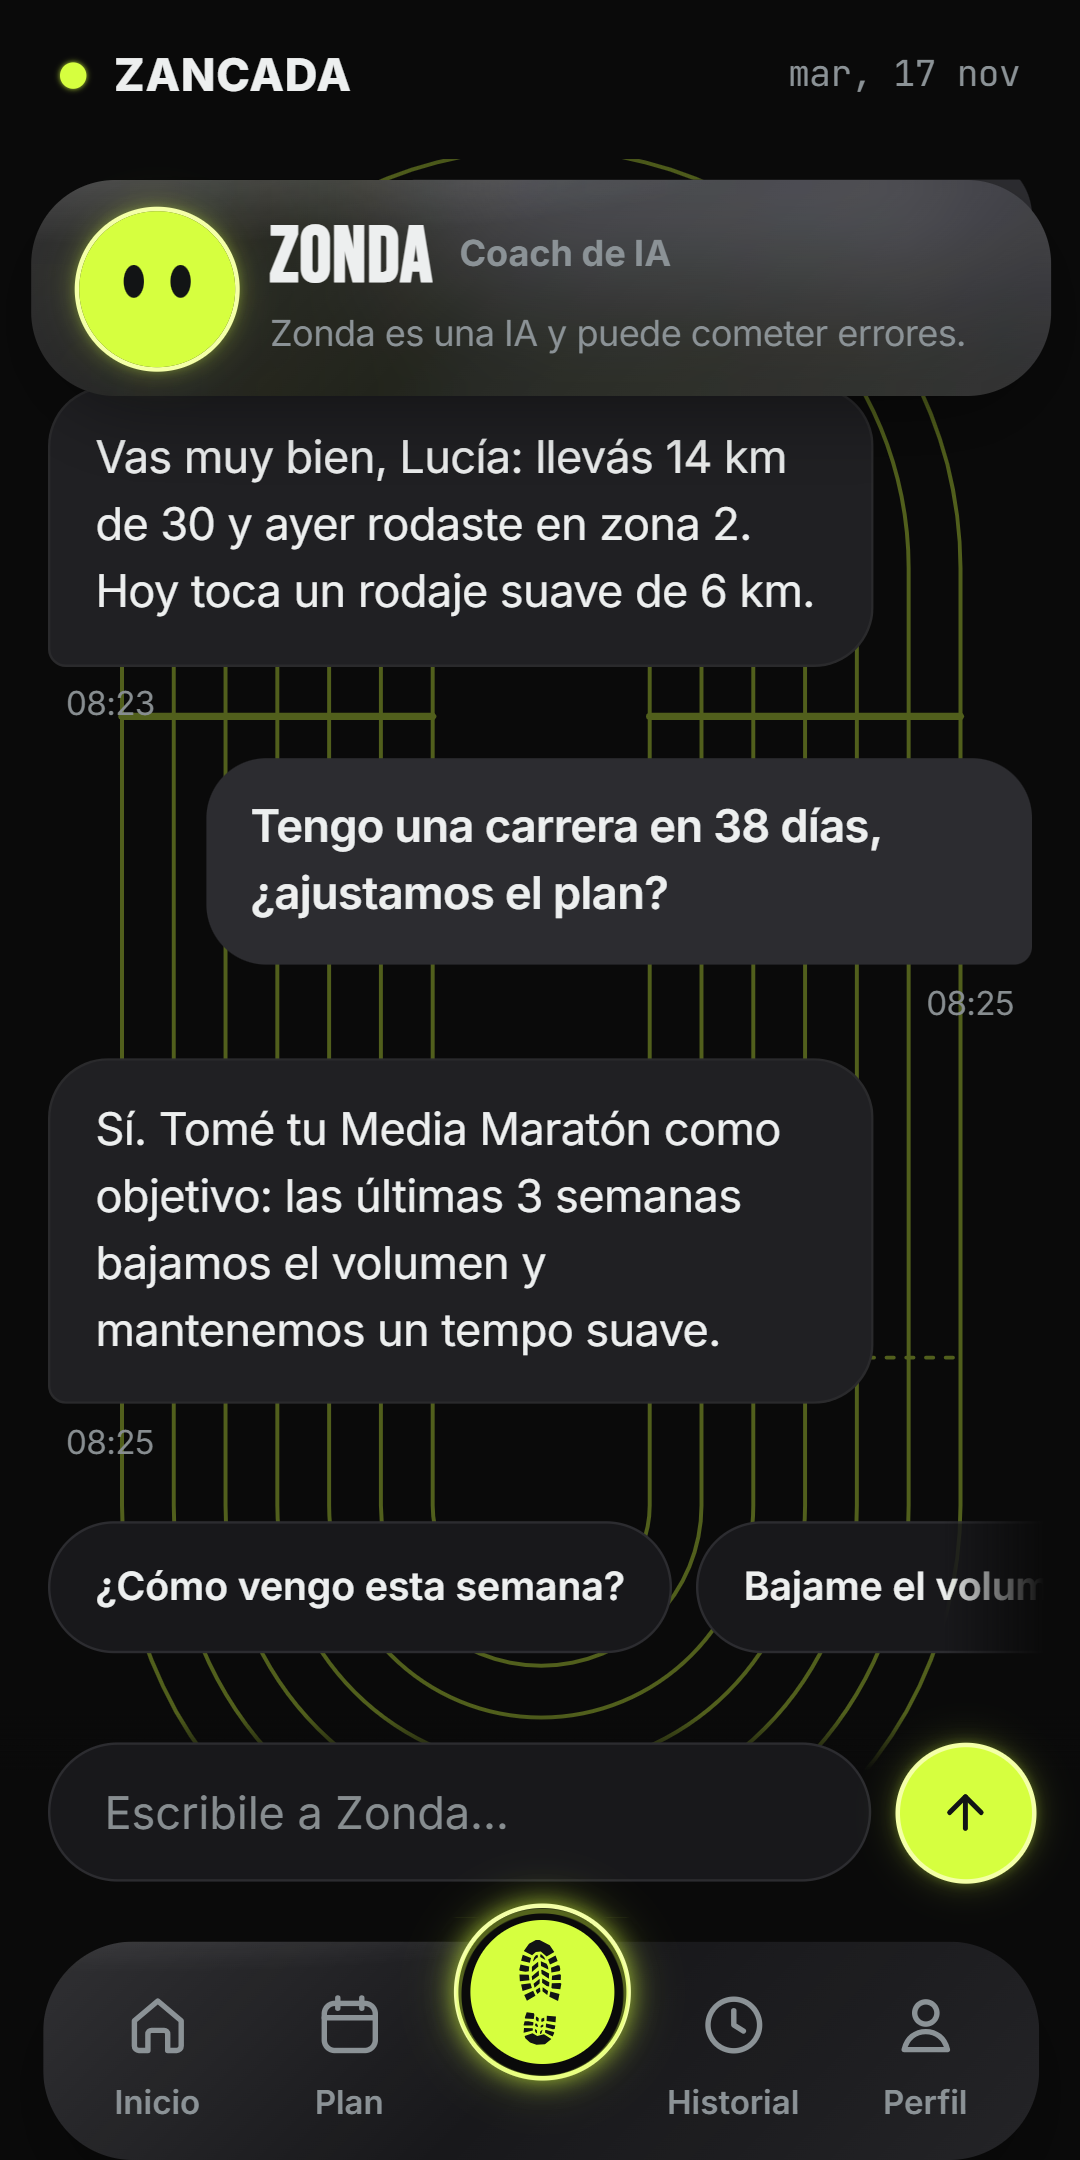 ZANCADA
mar, 17 nov
ZONDA Coach de IA
Zonda es una IA y puede cometer errores.
Vas muy bien, Lucía: llevás 14 km
de 30 y ayer rodaste en zona 2.
Hoy toca un rodaje suave de 6 km.
08:23
Tengo una carrera en 38 días,
¿ajustamos el plan?
08:25
Sí. Tomé tu Media Maratón como
objetivo: las últimas 3 semanas
bajamos el volumen y
mantenemos un tempo suave.
08:25
¿Cómo vengo esta semana?
Bajame el
Escribile a Zonda...
Inicio
Plan
Historial
Perfil